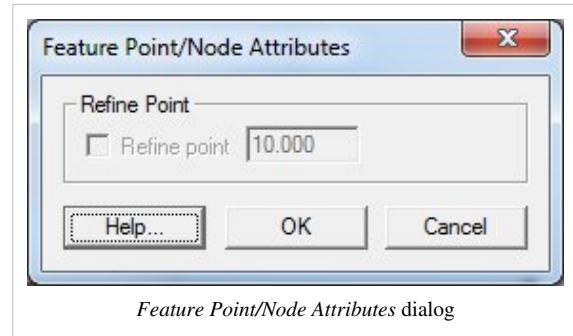 Feature Point/Node Attributes
Refine Point
Refine point 10.000
Help... OK Cancel
Feature Point/Node Attributes dialog